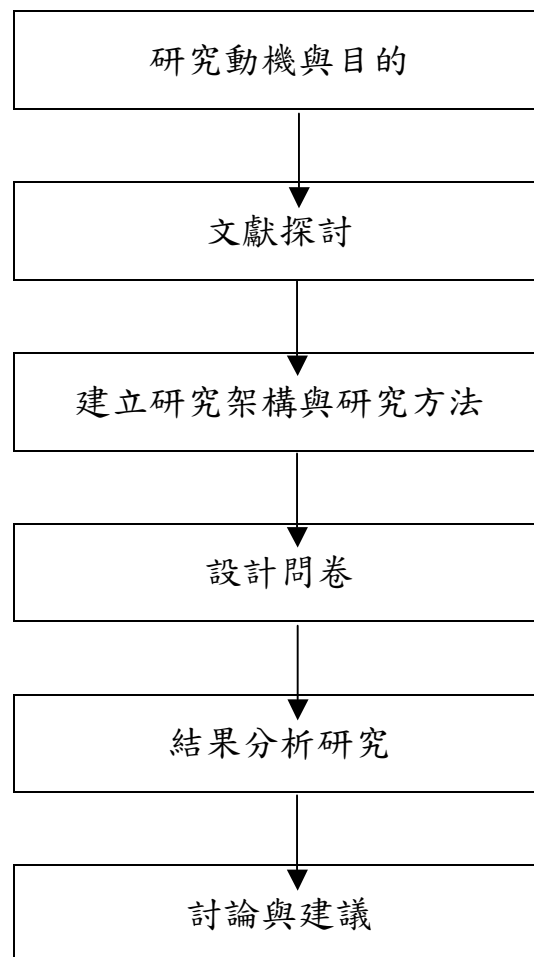 研究動機與目的
文獻探討
建立研究架構與研究方法
設計問卷
結果分析研究
討論與建議